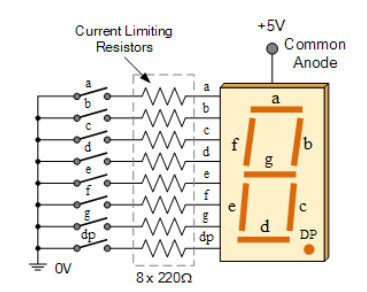 +5V
Current Limiting
Resistors
Common
Anode
a
b
c
d
e
f
g
dp
a
b
c
d
e
f
g
dp
a
f
b
g
e
c
d
DP
0V
8 x 220Ω